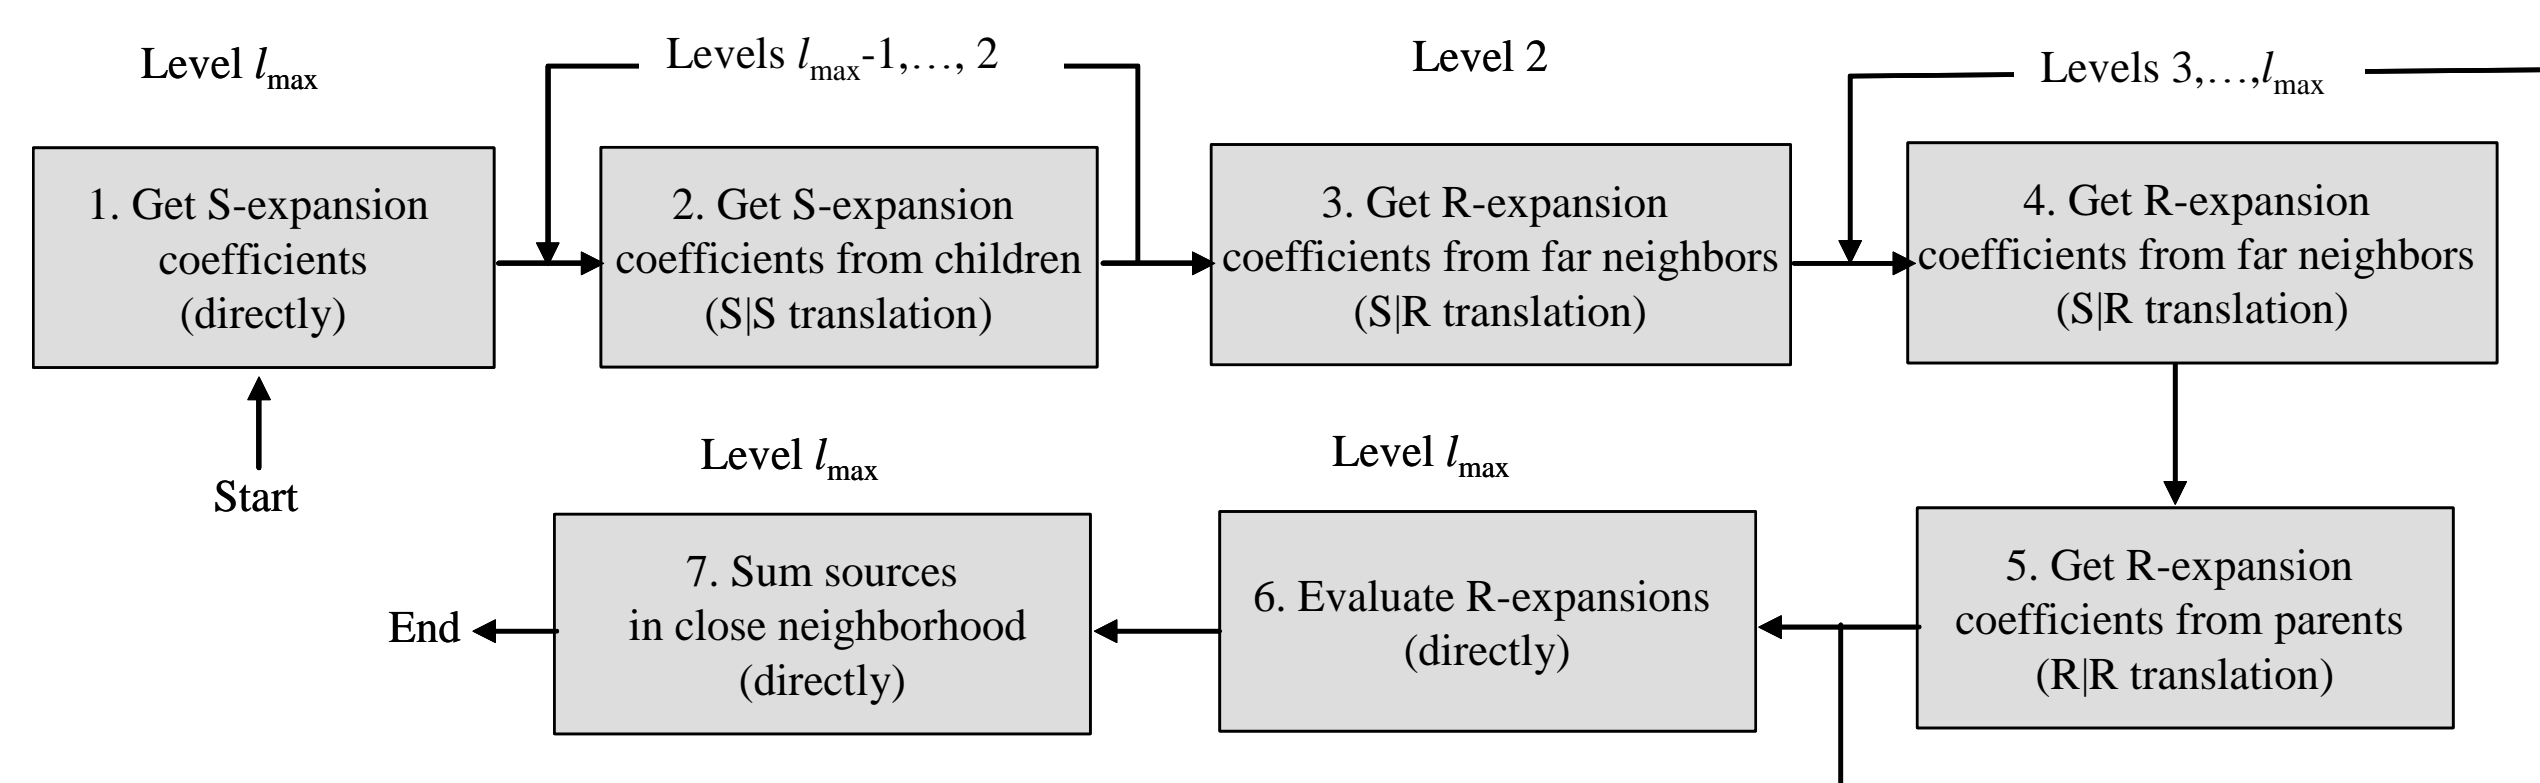 Level lmax
Levels lmax-1,…, 2
Level 2
Levels 3,…,lmax
1. Get S-expansion
coefficients
(directly)
2. Get S-expansion
coefficients from children
(S|S translation)
3. Get R-expansion
coefficients from far neighbors
(S|R translation)
4. Get R-expansion
coefficients from far neighbors
(S|R translation)
Start
Level lmax
Level lmax
End
7. Sum sources
in close neighborhood
(directly)
6. Evaluate R-expansions
(directly)
5. Get R-expansion
coefficients from parents
(R|R translation)